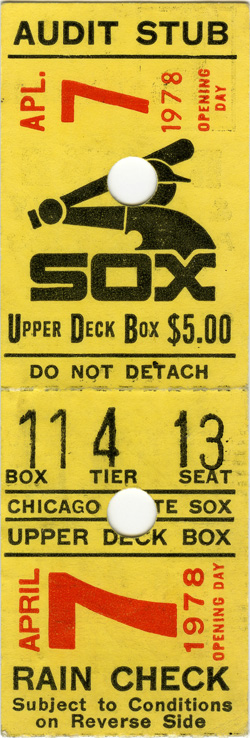 AUDIT STUB
APL. 7 1978 OPENING DAY
SOX
UPPER DECK BOX $5.00
DO NOT DETACH
114 4 13
BOX TIER SEAT
CHICAGO TE SOX
UPPER DECK BOX
APRIL 7 1978 OPENING DAY
RAIN CHECK
Subject to Conditions
on Reverse Side